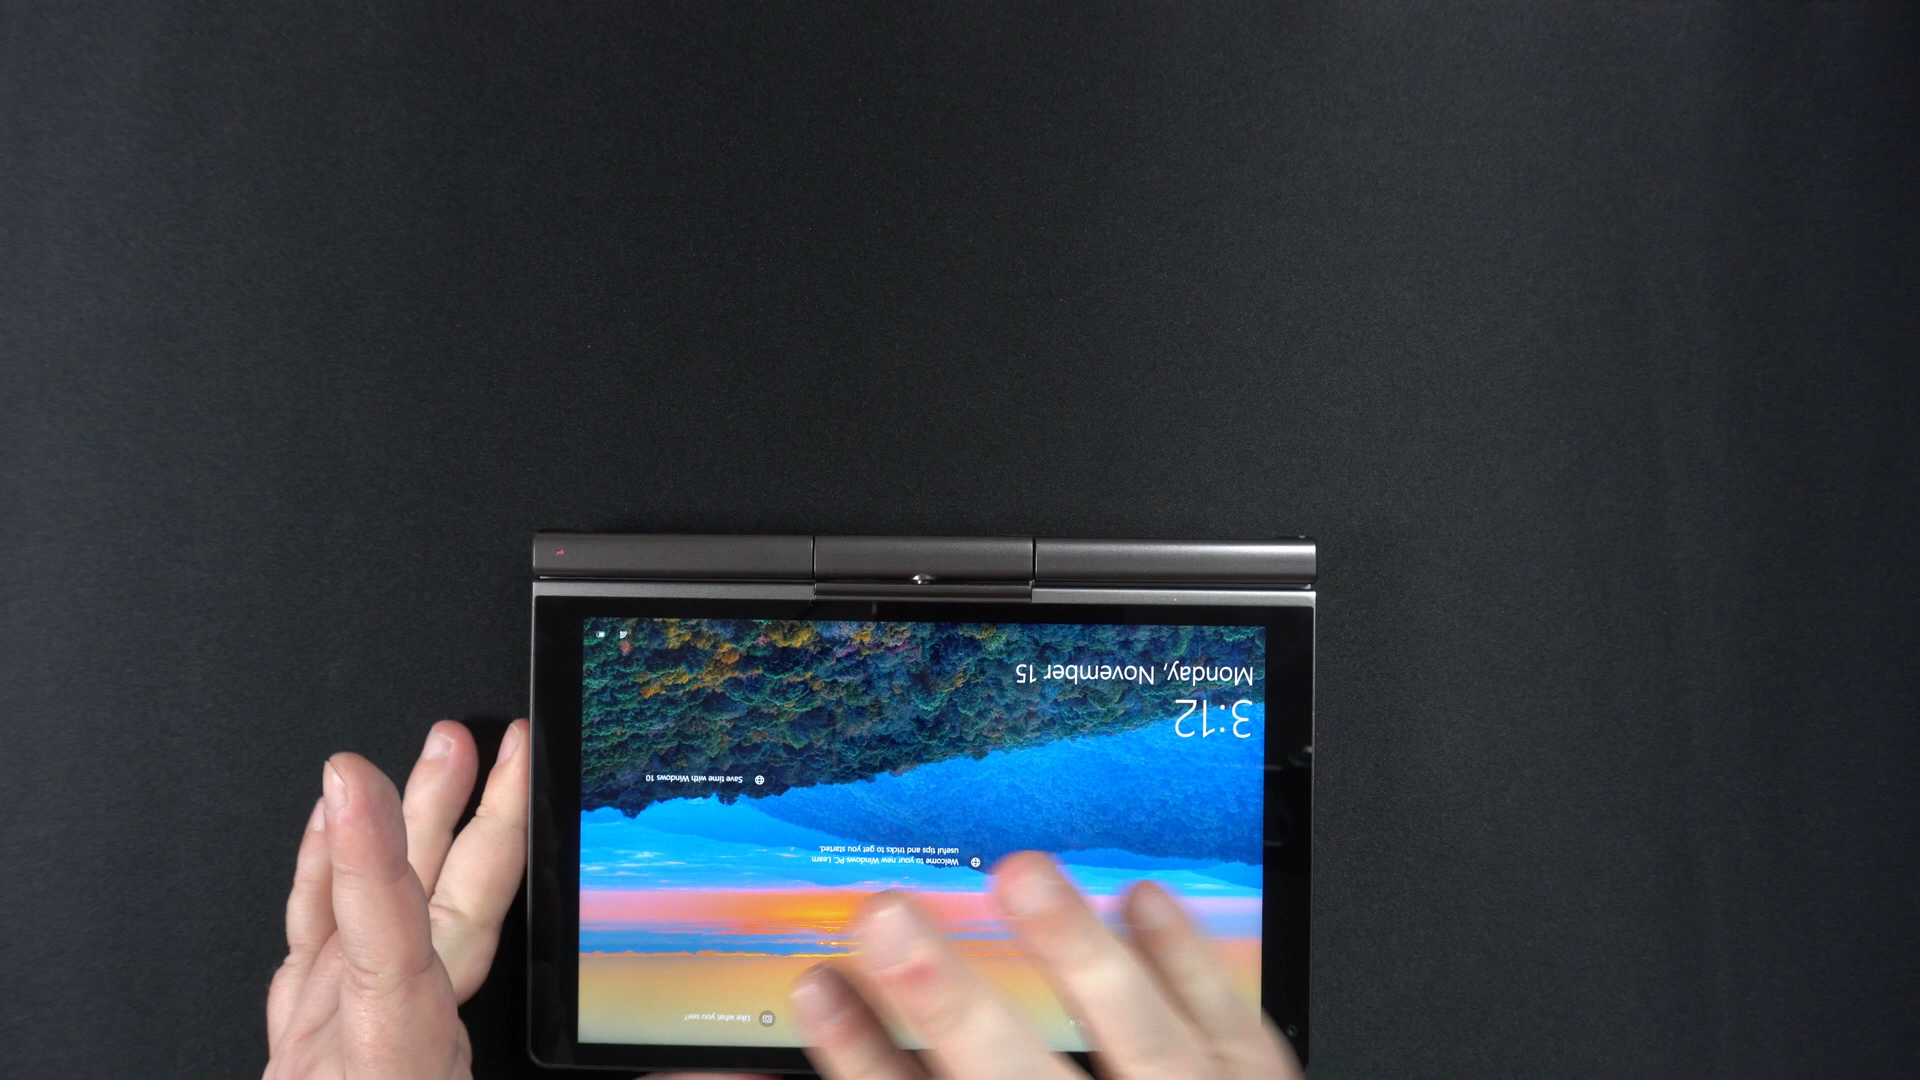 Like what you see?
Welcome to your new Windows PC Learn
useful tips and tricks to get you started.
Save time with Windows 10
3:12
Monday, November 15